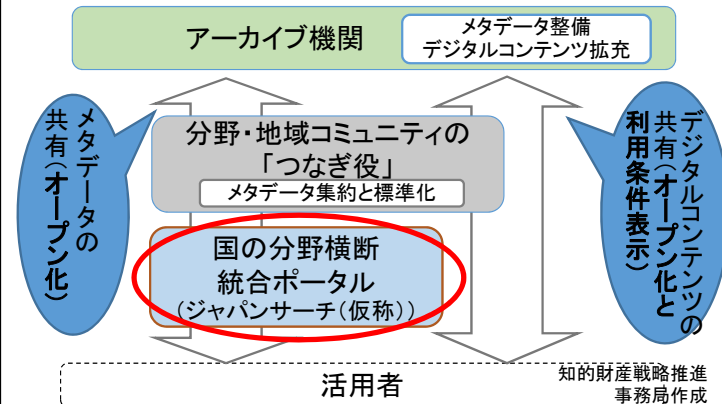 アーカイブ機関
メタデータ整備
デジタルコンテンツ拡充
メタデータの
共有(オープン化)
分野・地域コミュニティの
「つなぎ役」
メタデータ集約と標準化
国の分野横断
統合ポータル
(ジャパンサーチ(仮称))
デジタルコンテンツの
共有(オープン化と
利用条件表示)
活用者
知的財産戦略推進
事務局作成